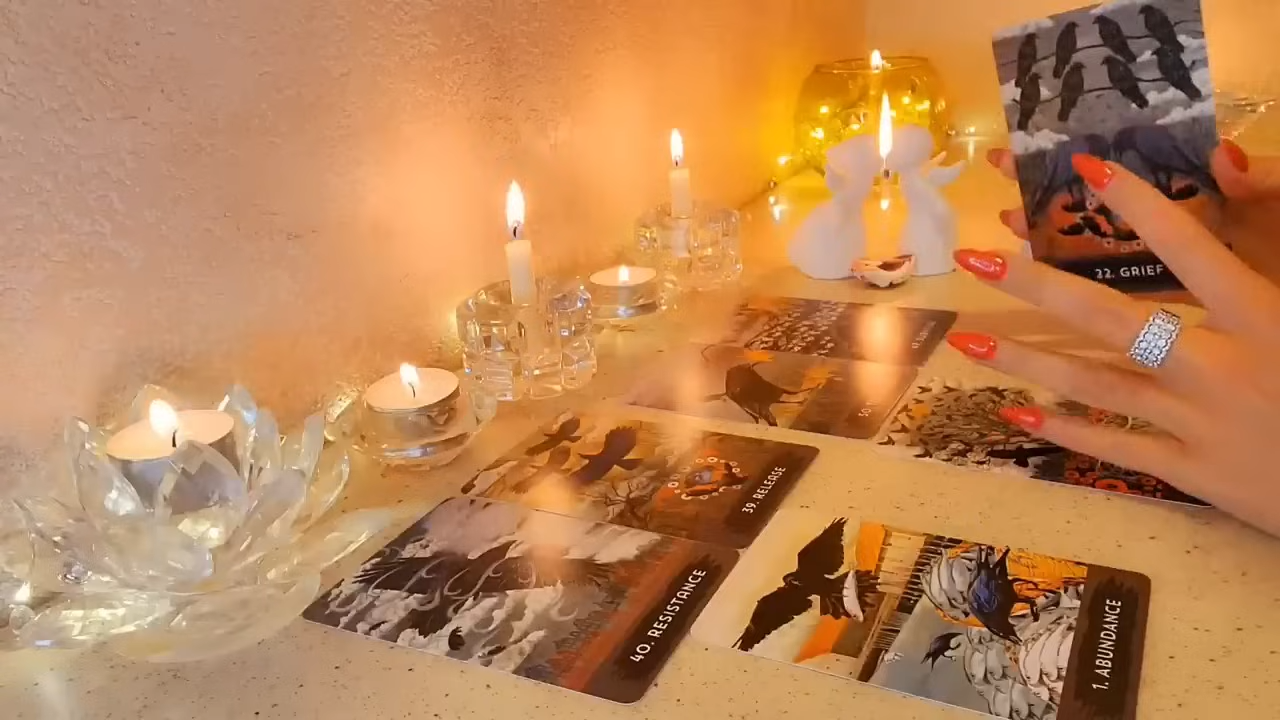 22. GRIEF
39. RELEASE
40. RESISTANCE
1. ABUNDANCE